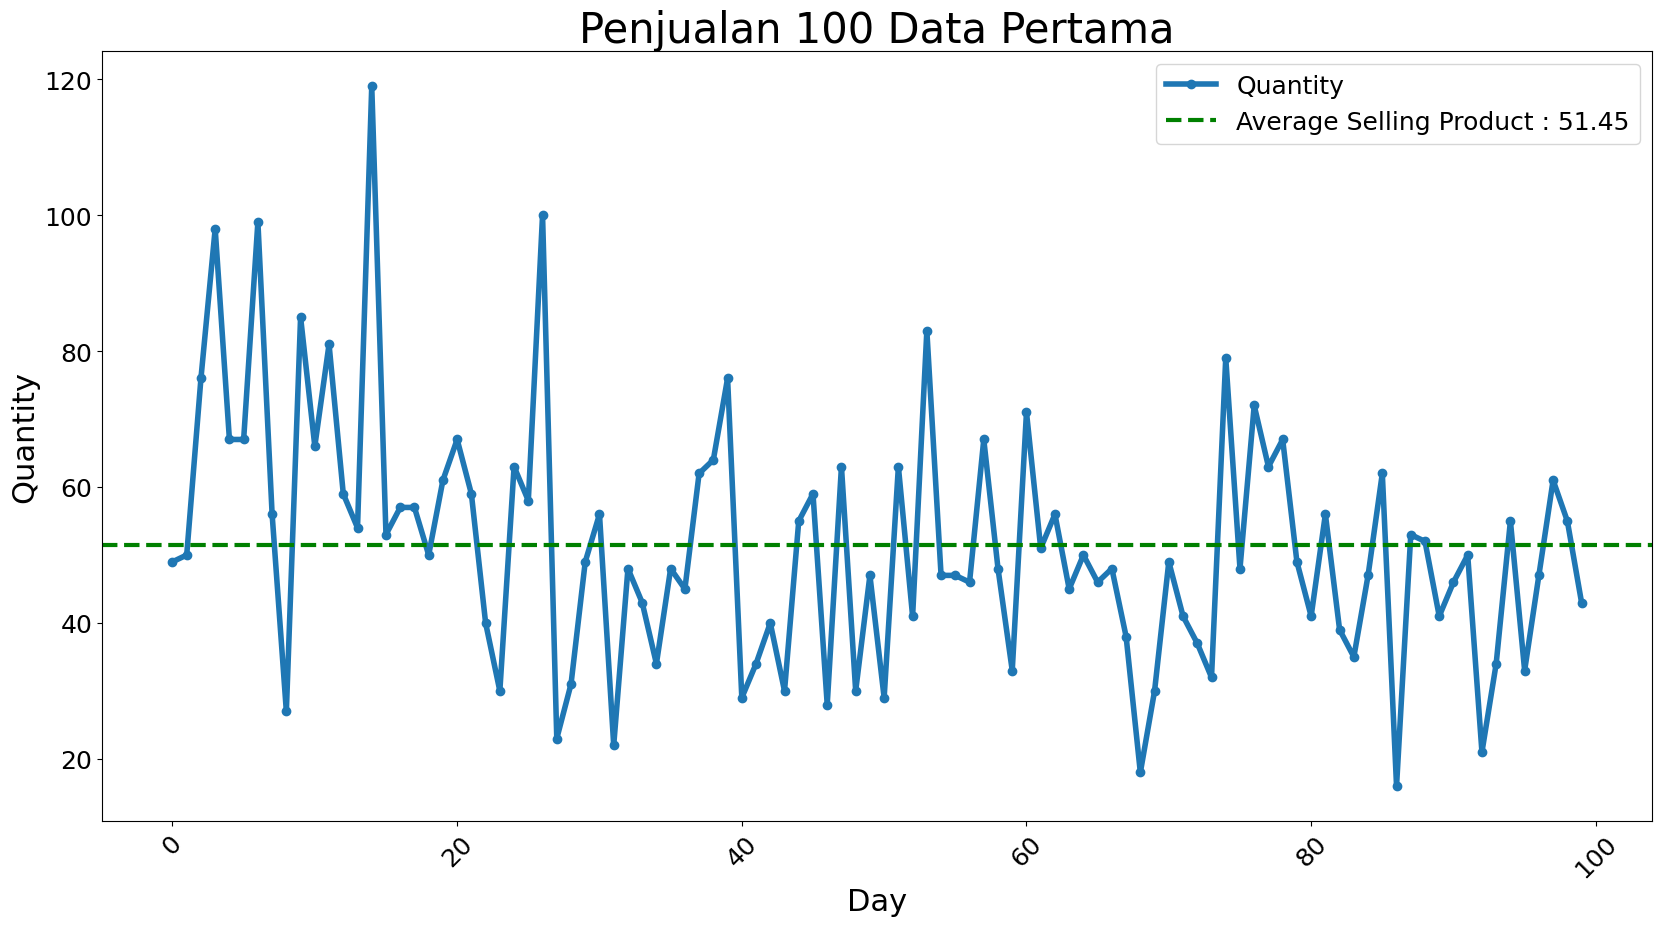 Penjualan 100 Data Pertama
Quantity
Average Selling Product : 51.45
120
100
80
60
40
20
Quantity
0
20
40
60
80
100
Day